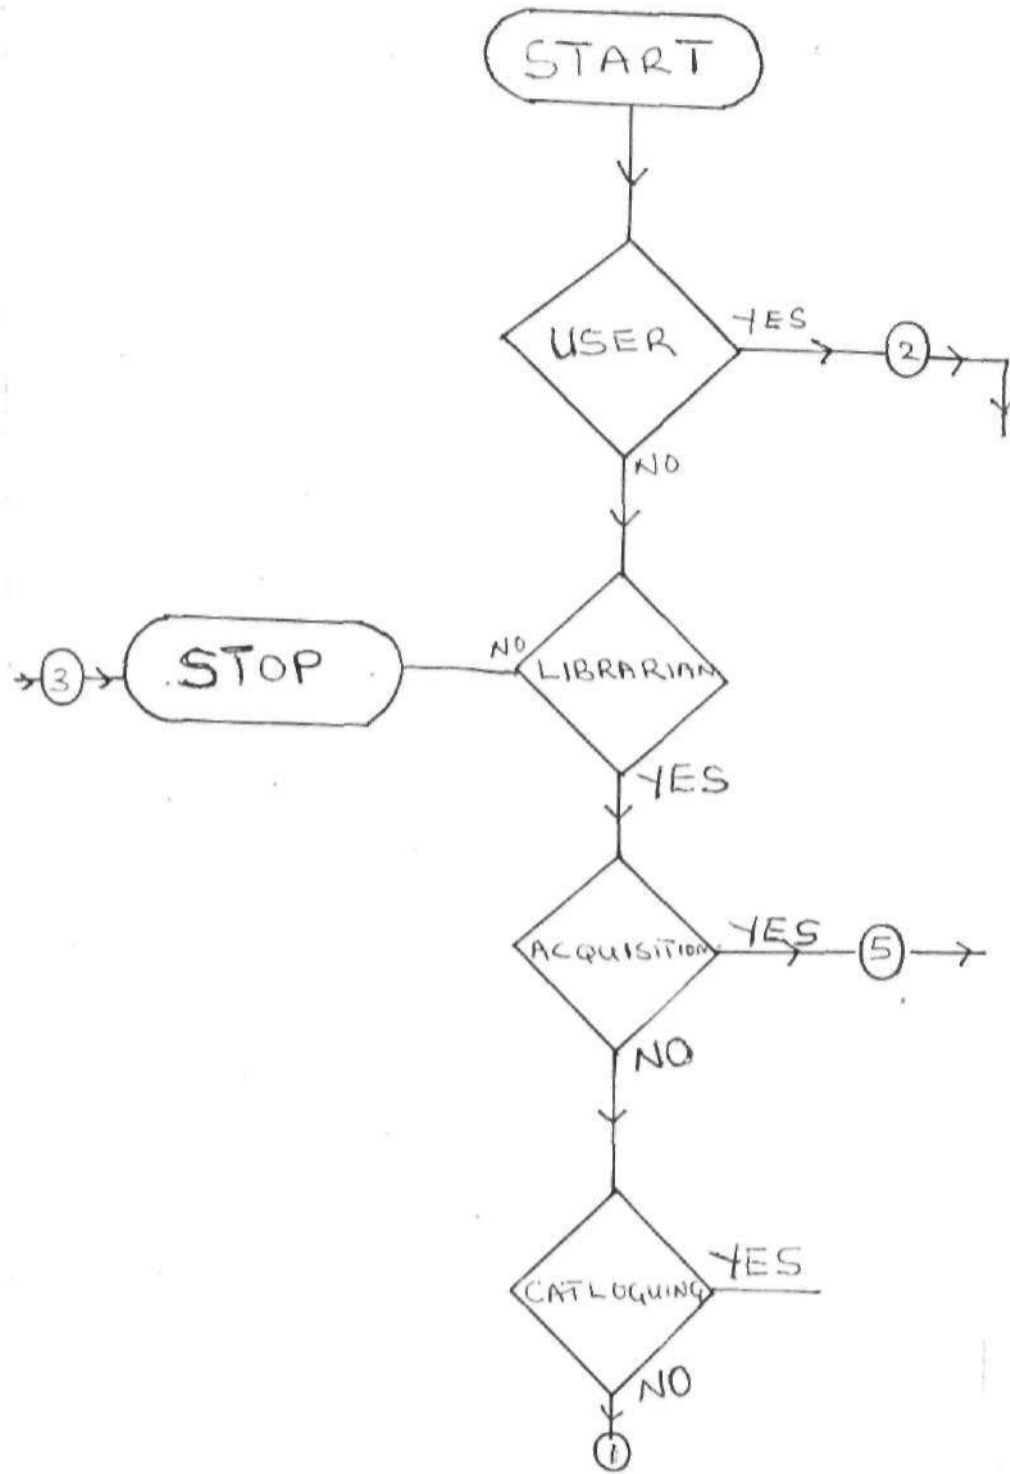 START
USER
YES
2
NO
3
STOP
NO
LIBRARIAN
YES
ACQUISITION
YES
5
NO
CATLOGUING
YES
NO
1